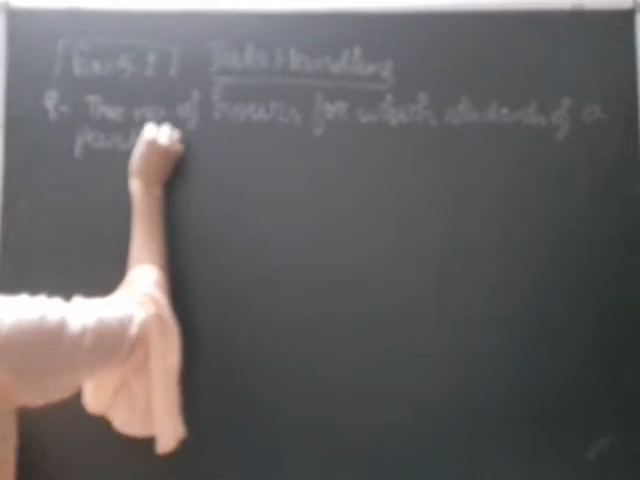 Ex:-5.1 Data Handling
Q- The no. of hours, for which students of a